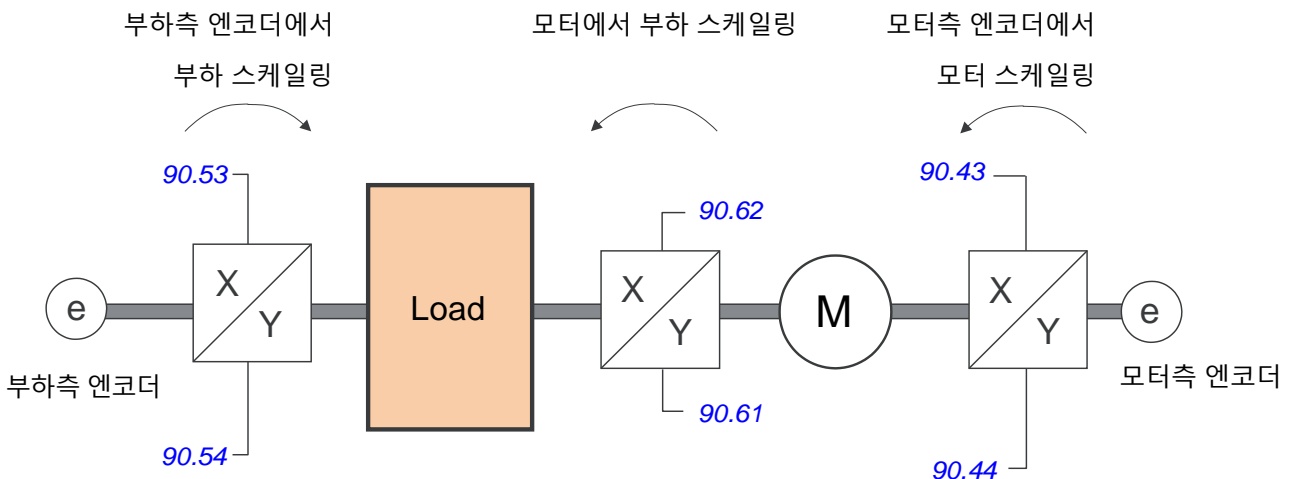 부하측 엔코더에서
부하 스케일링
모터에서 부하 스케일링
모터측 엔코더에서
모터 스케일링
90.53
90.62
90.43
X
Y
X
Y
X
Y
e
Load
M
e
부하측 엔코더
모터측 엔코더
90.54
90.61
90.44